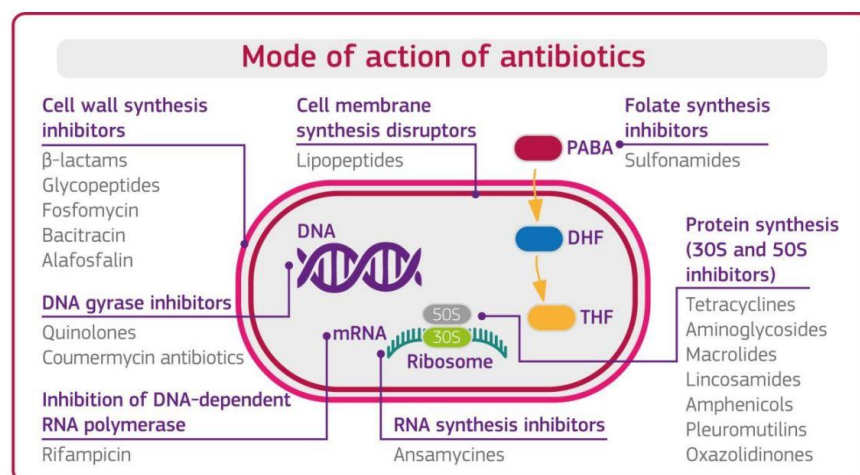 Mode of action of antibiotics
Cell wall synthesis
inhibitors
β-lactams
Glycopeptides
Fosfomycin
Bacitracin
Alafosfalin
Cell membrane
synthesis disruptors
Lipopeptides
Folate synthesis
inhibitors
Sulfonamides
PABA
DHF
THF
DNA
DNA gyrase inhibitors
Quinolones
Coumermycin antibiotics
mRNA
50S
30S
Ribosome
Protein synthesis
(30S and 50S
inhibitors)
Tetracyclines
Aminoglycosides
Macrolides
Lincosamides
Amphenicols
Pleuromutilins
Oxazolidinones
Inhibition of DNA-dependent
RNA polymerase
Rifampicin
RNA synthesis inhibitors
Ansamycines